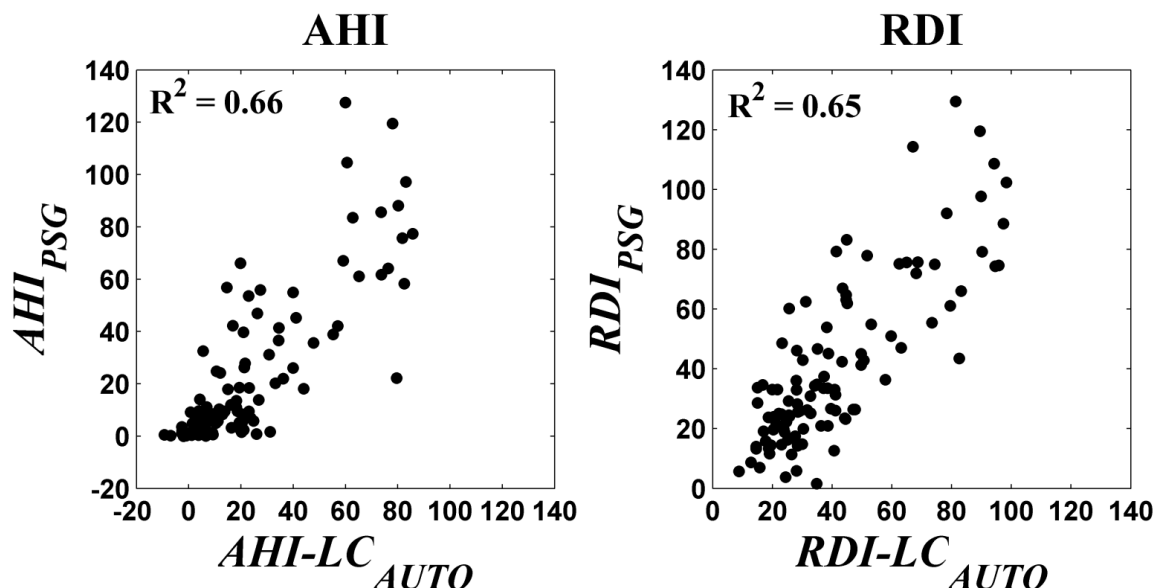 AHI
R² = 0.66
140
120
100
80
60
40
20
0
-20
AHI_PSG
-20 0 20 40 60 80 100 120 140
AHI-LC_AUTO
RDI
R² = 0.65
140
120
100
80
60
40
20
0
RDI_PSG
0 20 40 60 80 100 120 140
RDI-LC_AUTO